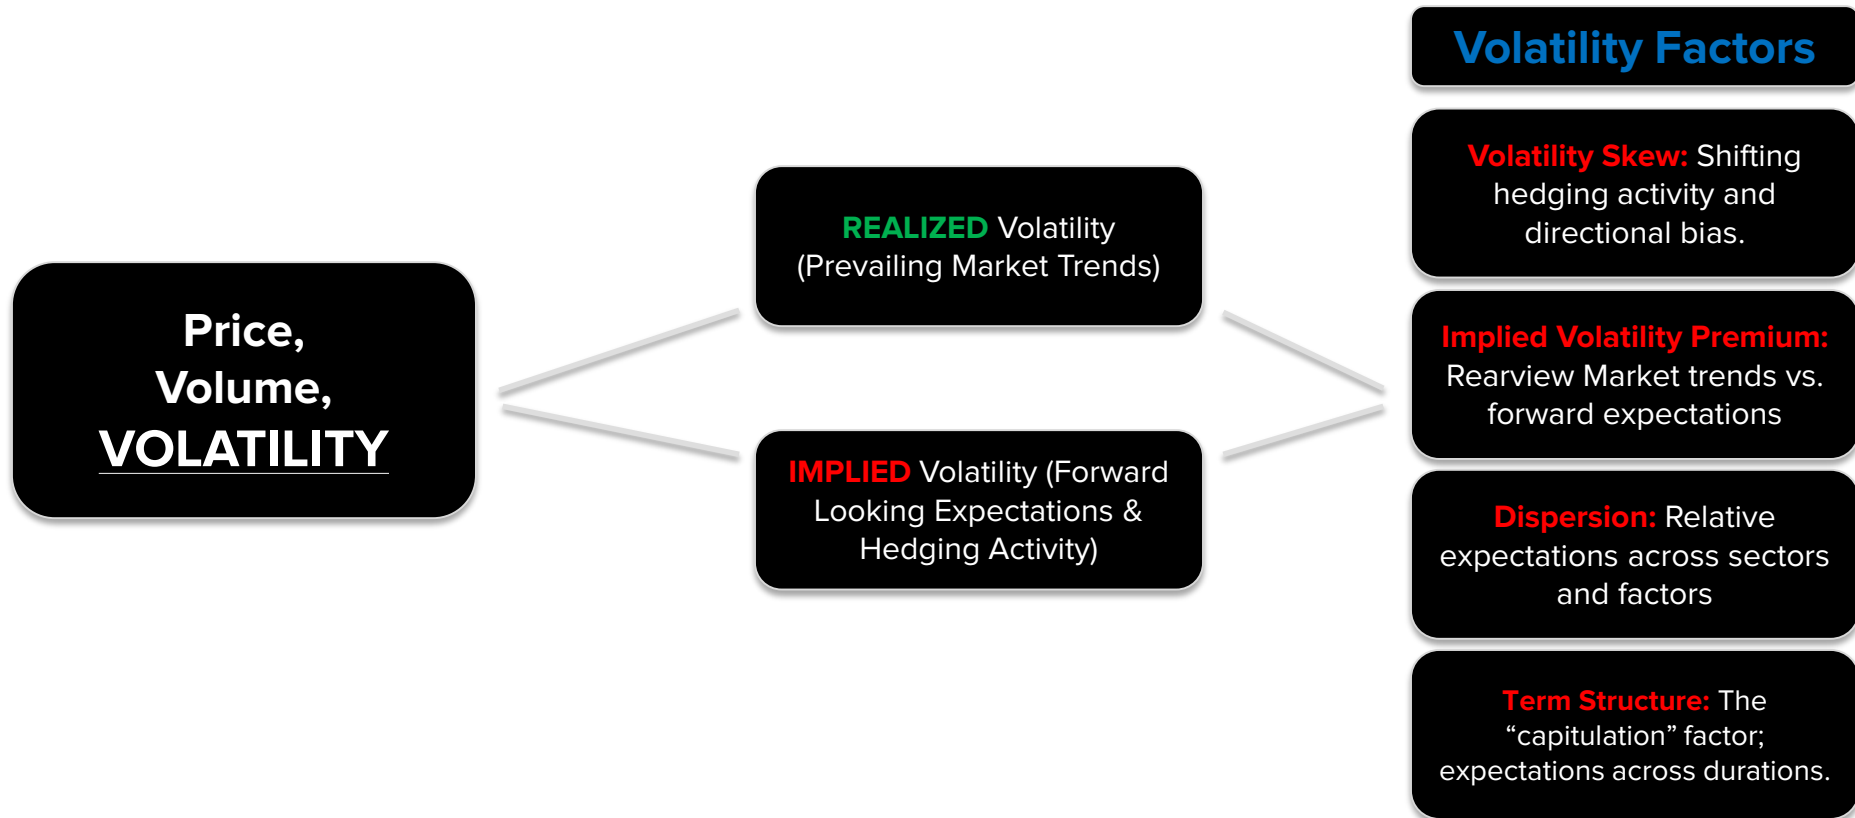 Price,
Volume,
VOLATILITY
REALIZED Volatility
(Prevailing Market Trends)
IMPLIED Volatility (Forward
Looking Expectations &
Hedging Activity)
Volatility Factors
Volatility Skew: Shifting
hedging activity and
directional bias.
Implied Volatility Premium:
Rearview Market trends vs.
forward expectations
Dispersion: Relative
expectations across sectors
and factors
Term Structure: The
“capitulation” factor;
expectations across durations.